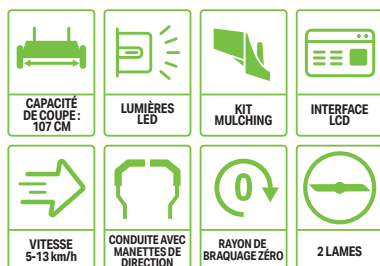 CAPACITÉ
DE COUPE :
107 CM
LUMIÈRES
LED
KIT
MULCHING
INTERFACE
LCD
0
VITESSE
5-13 km/h
CONDUITE AVEC
MANETTES DE
DIRECTION
RAYON DE
BRAQUAGE ZÉRO
2 LAMES